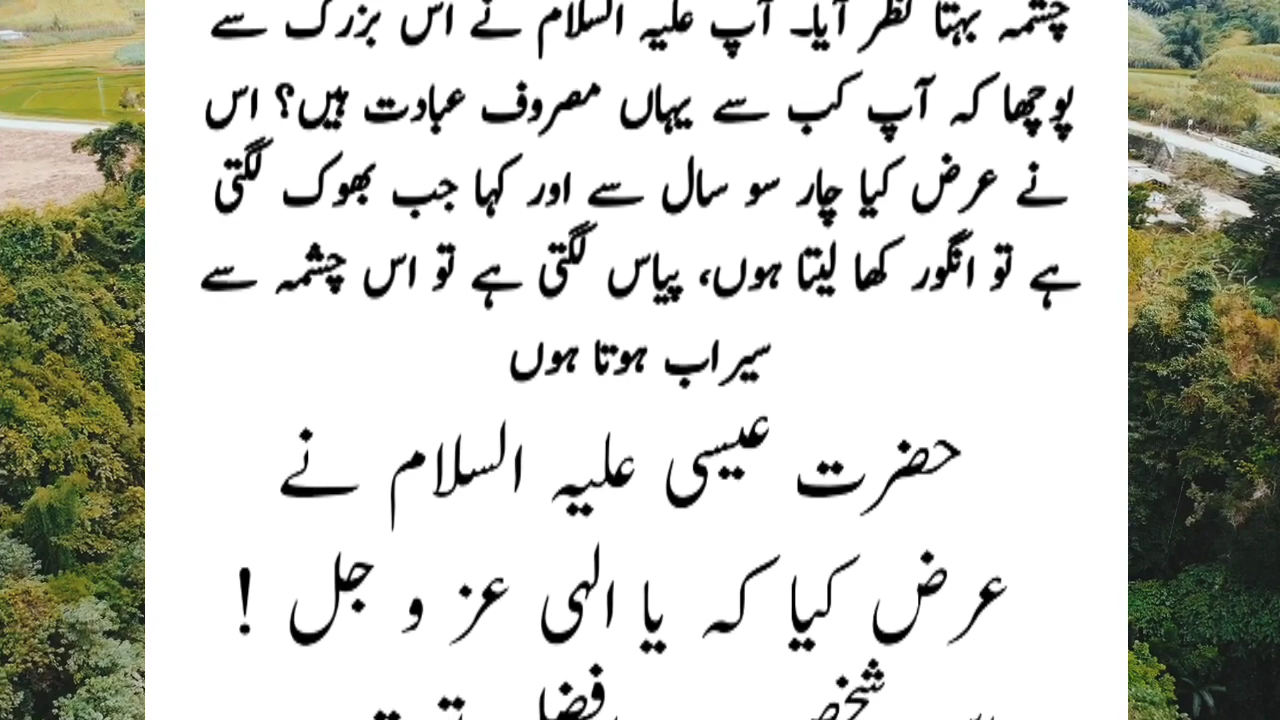 چشمہ بہتا نظر آیا۔ آپ علیہ السلام نے اس بزرگ سے
پوچھا کہ آپ کب سے یہاں مصروف عبادت ہیں؟ اس
نے عرض کیا چار سو سال سے اور کہا جب بھوک لگتی
ہے تو انگور کھا لیتا ہوں، پیاس لگتی ہے تو اس چشمہ سے
سیراب ہوتا ہوں
حضرت عیسی علیہ السلام نے
عرض کیا کہ یا الہی عز و جل !
شخص